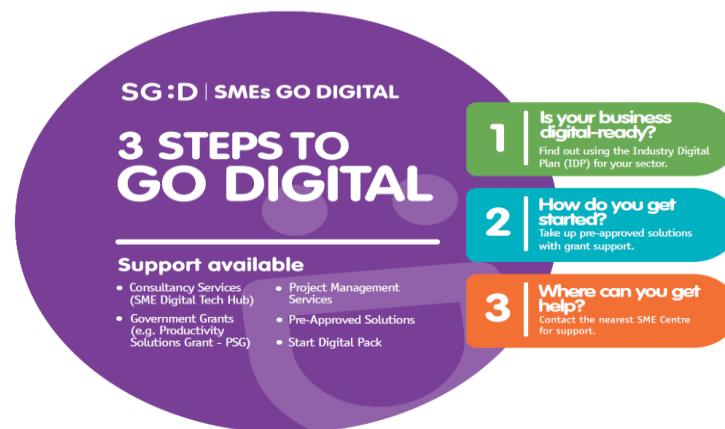 SG:D | SMEs GO DIGITAL
3 STEPS TO
GO DIGITAL
Support available
• Consultancy Services
(SME Digital Tech Hub)
• Government Grants
(e.g. Productivity
Solutions Grant - PSG)
• Project Management
Services
• Pre-Approved Solutions
• Start Digital Pack
1
Is your business
digital-ready?
Find out using the Industry Digital
Plan (IDP) for your sector.
2
How do you get
started?
Take up pre-approved solutions
with grant support.
3
Where can you get
help?
Contact the nearest SME Centre
for support.